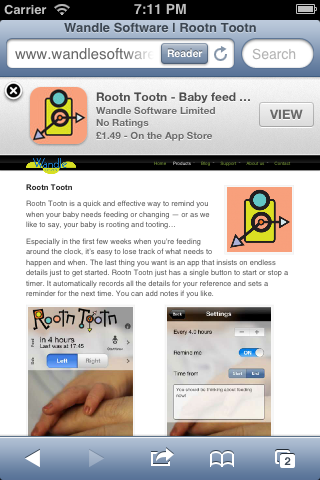 Carrier 7:11 PM
Wandle Software | Rootn Tootn
www.wandlesoftware Reader Search
Rootn Tootn - Baby feed ...
Wandle Software Limited
No Ratings
£1.49 - On the App Store
VIEW
Wandle
Home Products Blog Support About us Contact
Rootn Tootn
Rootn Tootn is a quick and effective way to remind you
when your baby needs feeding or changing — or as we
like to say, your baby is rooting and tooting...
Especially in the first few weeks when you're feeding
around the clock, it's easy to lose track of what needs to
happen and when. The last thing you want is an app that insists on endless
details just to get started. Rootn Tootn just has a single button to start or stop a
timer. It automatically records all the details for your reference and sets a
reminder for the next time. You can add notes if you like.
Rootn Tootn
Feed
in 4 hours
Last was at 17:45
Side
Left Right
Back Settings
Every 4.0 hours - +
Remind me ON
Time from Start End
You should be thinking about feeding
now!
2